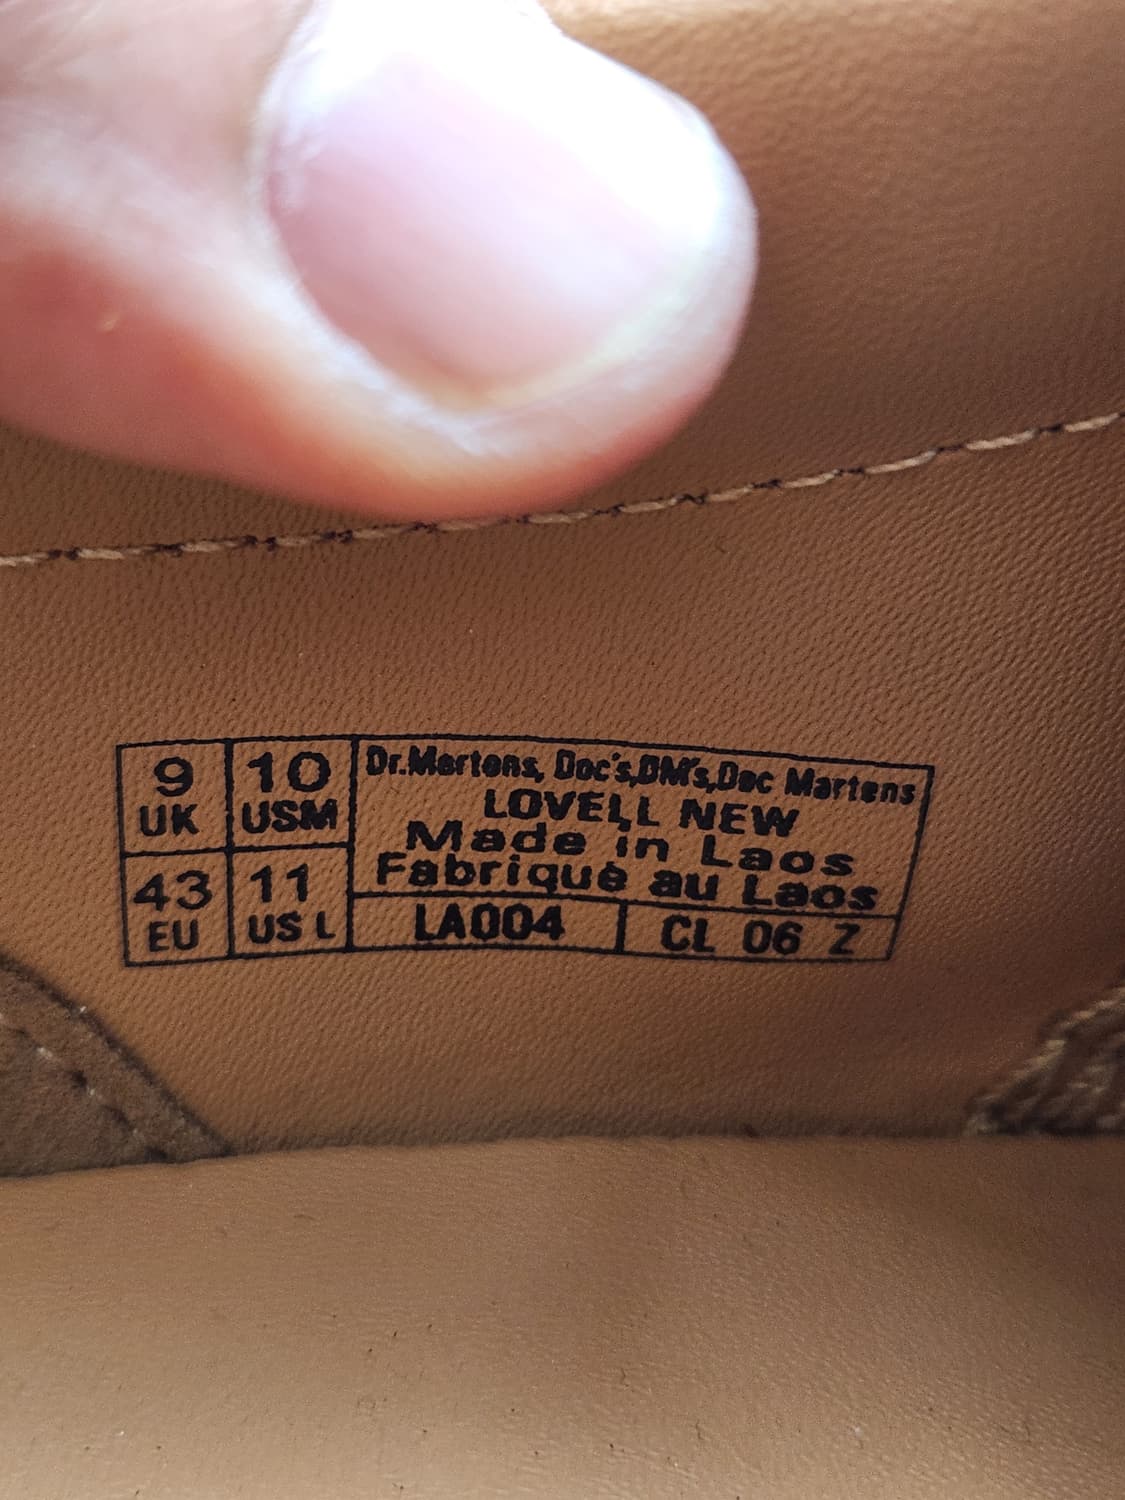 9 UK
10 USM
43 EU
11 US L
Dr.Martens, Doc's,DM's,Doc Martens
LOVELL NEW
Made in Laos
Fabriqué au Laos
LA004
CL 06 Z